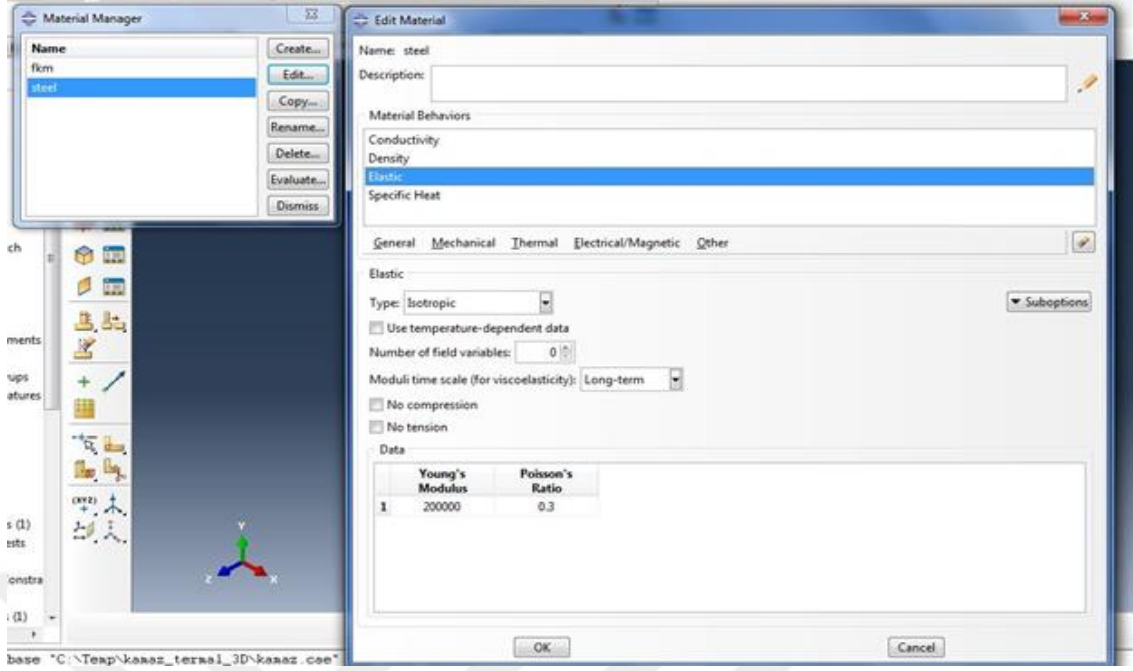 Material Manager
Name
fkm
steel
Create...
Edit...
Copy...
Rename...
Delete...
Evaluate...
Dismiss
Edit Material
Name: steel
Description:
Material Behaviors
Conductivity
Density
Elastic
Specific Heat
General Mechanical Thermal Electrical/Magnetic Other
Elastic
Type: Isotropic
Suboptions
Use temperature-dependent data
Number of field variables: 0
Moduli time scale (for viscoelasticity): Long-term
No compression
No tension
Data
Young's Modulus Poisson's Ratio
1 200000 0.3
OK Cancel
ch
ments
ups
atures
(XYZ)
s (1)
ests
onstra
(1)
Y
Z X
base "C:\Temp\kamaz_termal_3D\kamaz.cae"